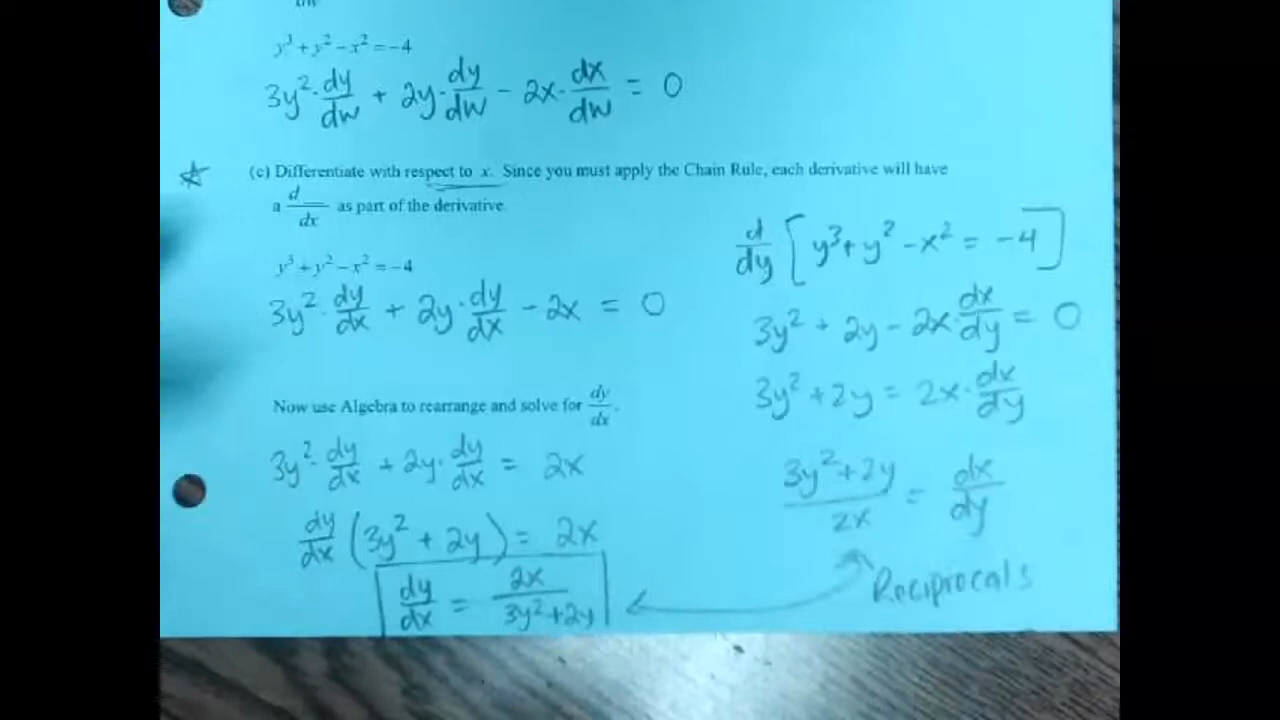 y³ + y² − x² = −4
3y² · dy/dw + 2y · dy/dw − 2x · dx/dw = 0
(c) Differentiate with respect to x. Since you must apply the Chain Rule, each derivative will have
a d__/dx as part of the derivative.
y³ + y² − x² = −4
3y² · dy/dx + 2y · dy/dx − 2x = 0
Now use Algebra to rearrange and solve for dy/dx.
3y² · dy/dx + 2y · dy/dx = 2x
dy/dx (3y² + 2y) = 2x
dy/dx = 2x/(3y² + 2y)
d/dy [y³ + y² − x² = −4]
3y² + 2y − 2x · dx/dy = 0
3y² + 2y = 2x · dx/dy
(3y² + 2y)/2x = dx/dy
Reciprocals